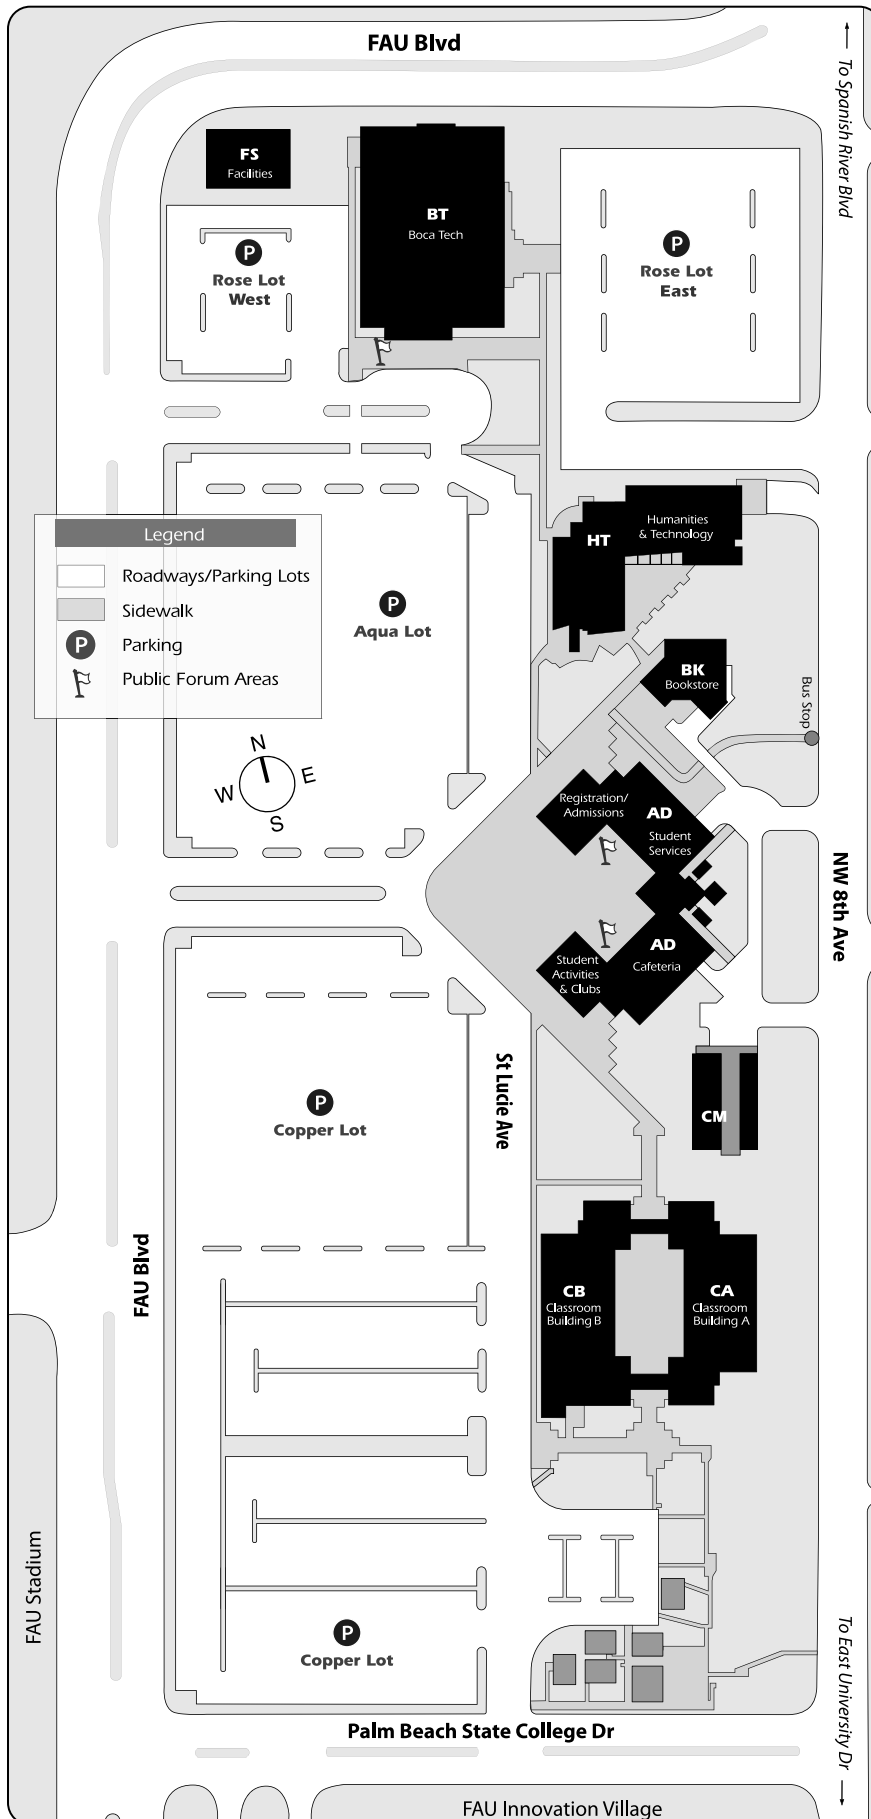 FAU Blvd
To Spanish River Blvd
FS
Facilities
BT
Boca Tech
P
Rose Lot
West
P
Rose Lot
East
HT
Humanities
& Technology
Legend
Roadways/Parking Lots
Sidewalk
P
Parking
Public Forum Areas
P
Aqua Lot
BK
Bookstore
Bus Stop
N
W
E
S
Registration/
Admissions
AD
Student
Services
NW 8th Ave
AD
Cafeteria
Student
Activities
& Clubs
St Lucie Ave
P
Copper Lot
CM
FAU Blvd
CB
Classroom
Building B
CA
Classroom
Building A
FAU Stadium
P
Copper Lot
To East University Dr
Palm Beach State College Dr
FAU Innovation Village